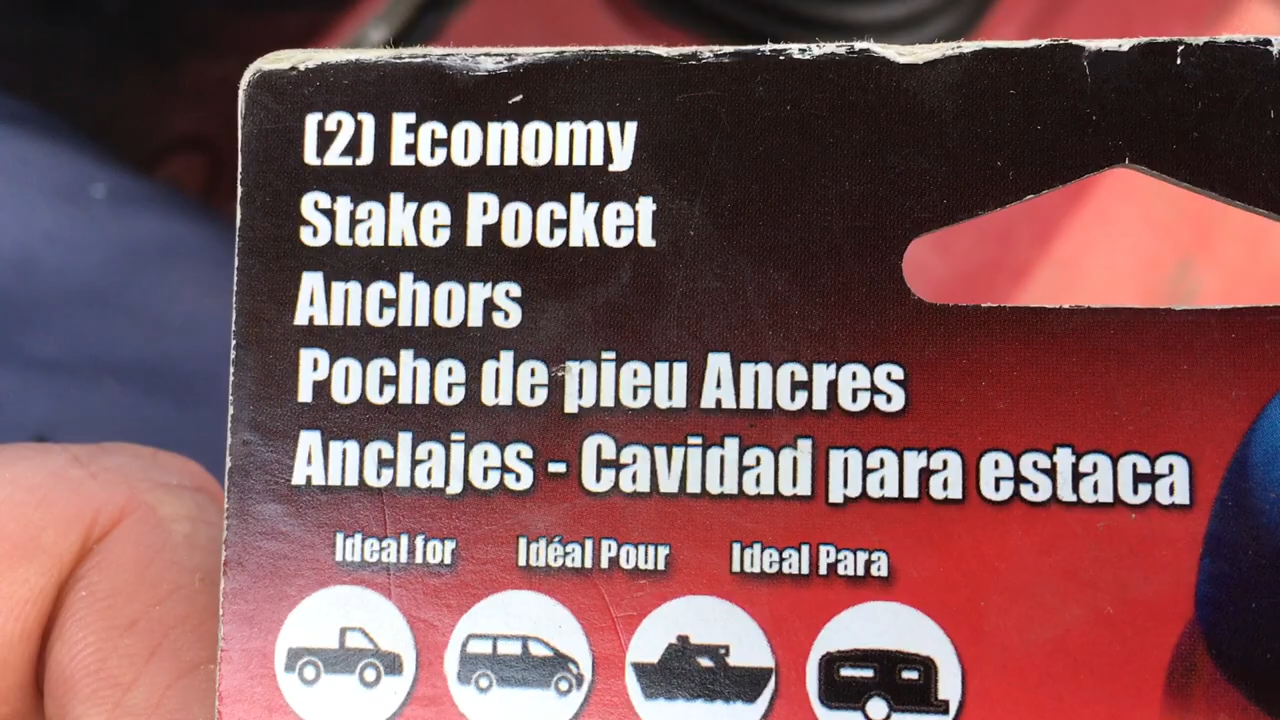 (2) Economy
Stake Pocket
Anchors
Poche de pieu Ancres
Anclajes - Cavidad para estaca
Ideal for Idéal Pour Ideal Para